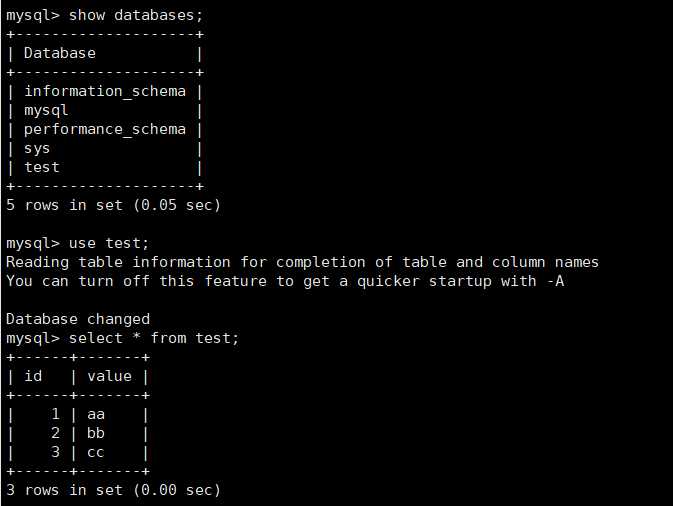 mysql> show databases;
+--------------------+
| Database           |
+--------------------+
| information_schema |
| mysql              |
| performance_schema |
| sys                |
| test               |
+--------------------+
5 rows in set (0.05 sec)

mysql> use test;
Reading table information for completion of table and column names
You can turn off this feature to get a quicker startup with -A

Database changed
mysql> select * from test;
+------+-------+
| id   | value |
+------+-------+
|    1 | aa    |
|    2 | bb    |
|    3 | cc    |
+------+-------+
3 rows in set (0.00 sec)